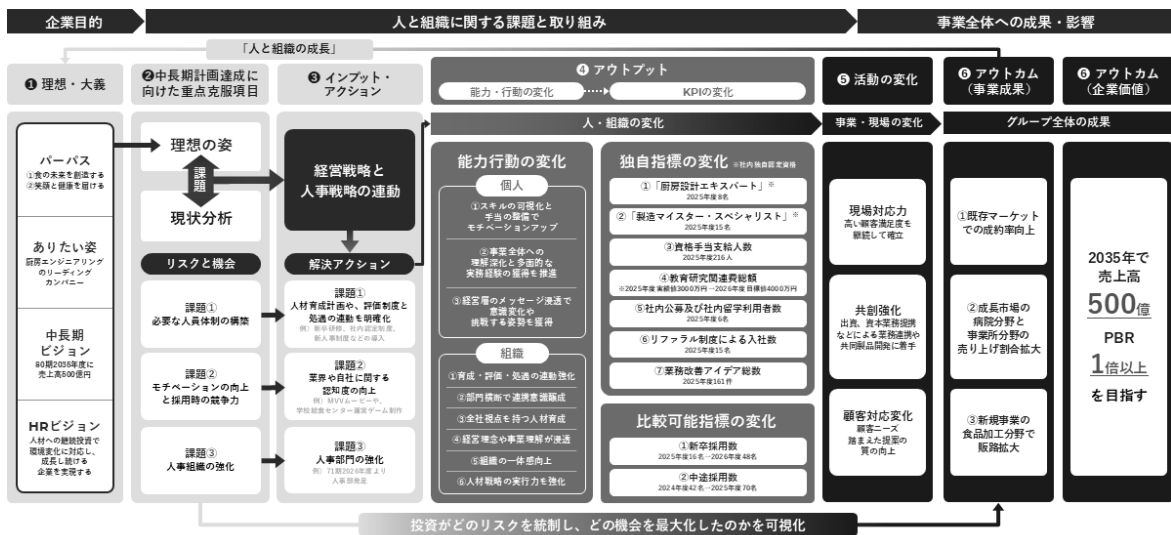 企業目的
人と組織に関する課題と取り組み
事業全体への成果・影響
「人と組織の成長」
❶理想・大義
❷中長期計画達成に
向けた重点克服項目
❸インプット・
アクション
❹アウトプット
能力・行動の変化
KPIの変化
❺活動の変化
❻アウトカム
(事業成果)
❻アウトカム
(企業価値)
人・組織の変化
事業・現場の変化
グループ全体の成果
パーパス
①食の未来を創造する
②笑顔と健康を届ける
ありたい姿
厨房エンジニアリング
のリーディング
カンパニー
中長期
ビジョン
80期2035年度に
売上高500億円
HRビジョン
人材への継続投資で
環境変化に対応し、
成長し続ける
企業を実現する
理想の姿
課題
現状分析
リスクと機会
課題①
必要な人員体制の構築
課題②
モチベーションの向上
と採用時の競争力
課題③
人事組織の強化
経営戦略と
人事戦略の連動
解決アクション
課題①
人材育成計画や、評価制度と
処遇の連動を明確化
例）新卒研修、社内認定制度、
新人事制度などの導入
課題②
業界や自社に関する
認知度の向上
例）MVVムービーや、
学校給食センター運営ゲーム制作
課題③
人事部門の強化
例）71期2026年度より
人事部発足
能力行動の変化
個人
①スキルの可視化と
手当の整備で
モチベーションアップ
②事業全体への
理解深化と多面的な
実務経験の獲得を推進
③経営層のメッセージ浸透で
意識変化や
挑戦する姿勢を獲得
組織
①育成・評価・処遇の連動強化
②部門横断で連携意識醸成
③全社視点を持つ人材育成
④経営理念や事業理解が浸透
⑤組織の一体感向上
⑥人材戦略の実行力を強化
独自指標の変化 ※社内独自認定資格
①「厨房設計エキスパート」※
2025年度8名
②「製造マイスター・スペシャリスト」※
2025年度15名
③資格手当支給人数
2025年度216人
④教育研究関連費総額
※2025年度実績値3000万円→2026年度目標値4000万円
⑤社内公募及び社内留学利用者数
2025年度6名
⑥リファラル制度による入社数
2025年度15名
⑦業務改善アイデア総数
2025年度161件
比較可能指標の変化
①新卒採用数
2025年度16名→2026年度48名
②中途採用数
2024年度42名→2025年度70名
現場対応力
高い顧客満足度を
継続して確立
共創強化
出資、資本業務提携
などによる業務連携や
共同製品開発に着手
顧客対応変化
顧客ニーズ
踏まえた提案の
質の向上
①既存マーケット
での成約率向上
②成長市場の
病院分野と
事業所分野の
売り上げ割合拡大
③新規事業の
食品加工分野で
販路拡大
2035年で
売上高
500億
PBR
1倍以上
を目指す
投資がどのリスクを統制し、どの機会を最大化したのかを可視化